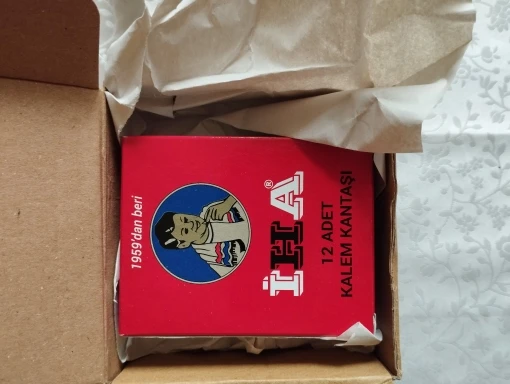 1959'dan beri
İHA®
12 ADET
KALEM KANTAŞI